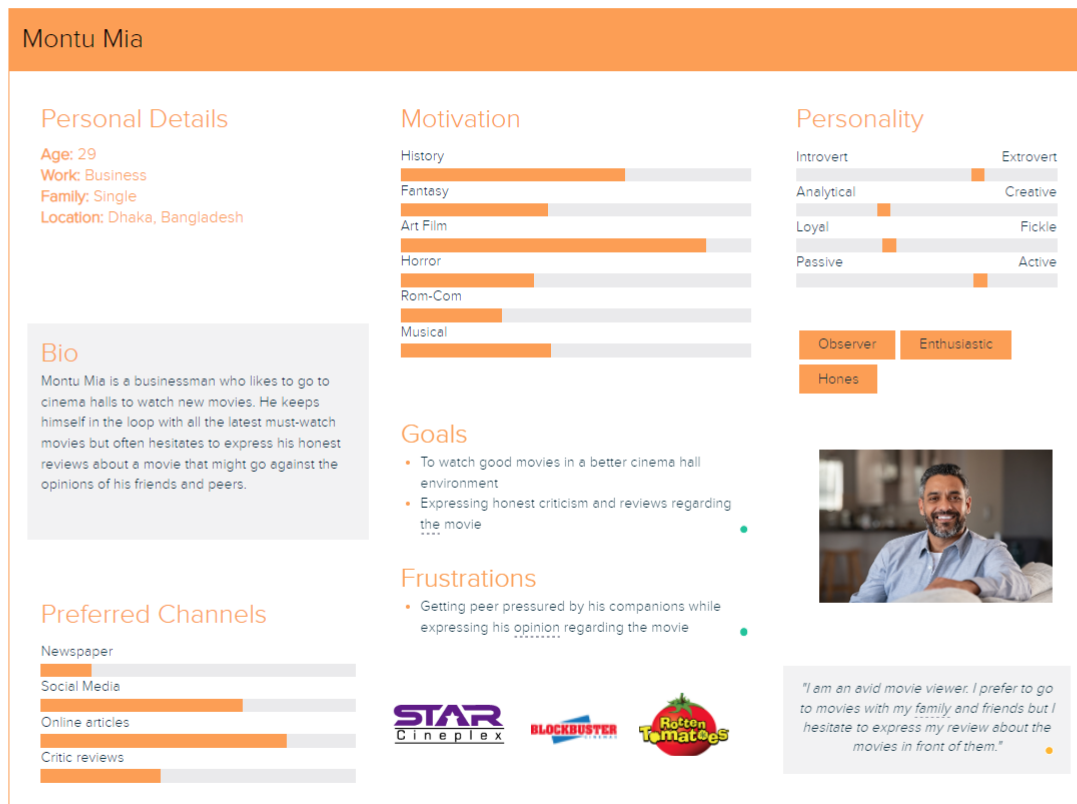 Montu Mia
Personal Details
Age: 29
Work: Business
Family: Single
Location: Dhaka, Bangladesh
Bio
Montu Mia is a businessman who likes to go to
cinema halls to watch new movies. He keeps
himself in the loop with all the latest must-watch
movies but often hesitates to express his honest
reviews about a movie that might go against the
opinions of his friends and peers.
Preferred Channels
Newspaper
Social Media
Online articles
Critic reviews
Motivation
History
Fantasy
Art Film
Horror
Rom-Com
Musical
Goals
To watch good movies in a better cinema hall
environment
Expressing honest criticism and reviews regarding
the movie
Frustrations
Getting peer pressured by his companions while
expressing his opinion regarding the movie
STAR
Cineplex
BLOCKBUSTER
CINEMAS
Rotten
Tomatoes
Personality
Introvert Extrovert
Analytical Creative
Loyal Fickle
Passive Active
Observer Enthusiastic
Hones
"I am an avid movie viewer. I prefer to go
to movies with my family and friends but I
hesitate to express my review about the
movies in front of them."